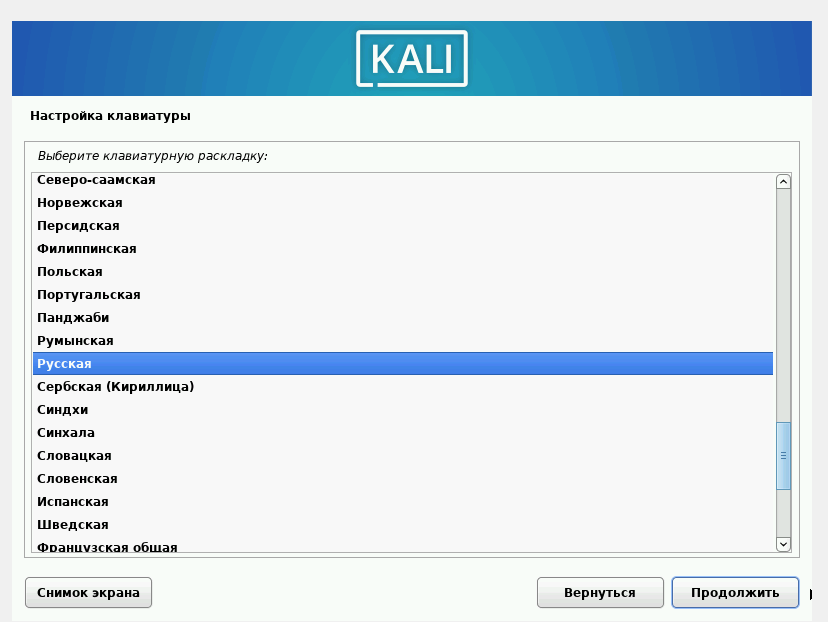 KALI
Настройка клавиатуры
Выберите клавиатурную раскладку:
Северо-саамская
Норвежская
Персидская
Филиппинская
Польская
Португальская
Панджаби
Румынская
Русская
Сербская (Кириллица)
Синдхи
Синхала
Словацкая
Словенская
Испанская
Шведская
Французская общая
Снимок экрана
Вернуться
Продолжить